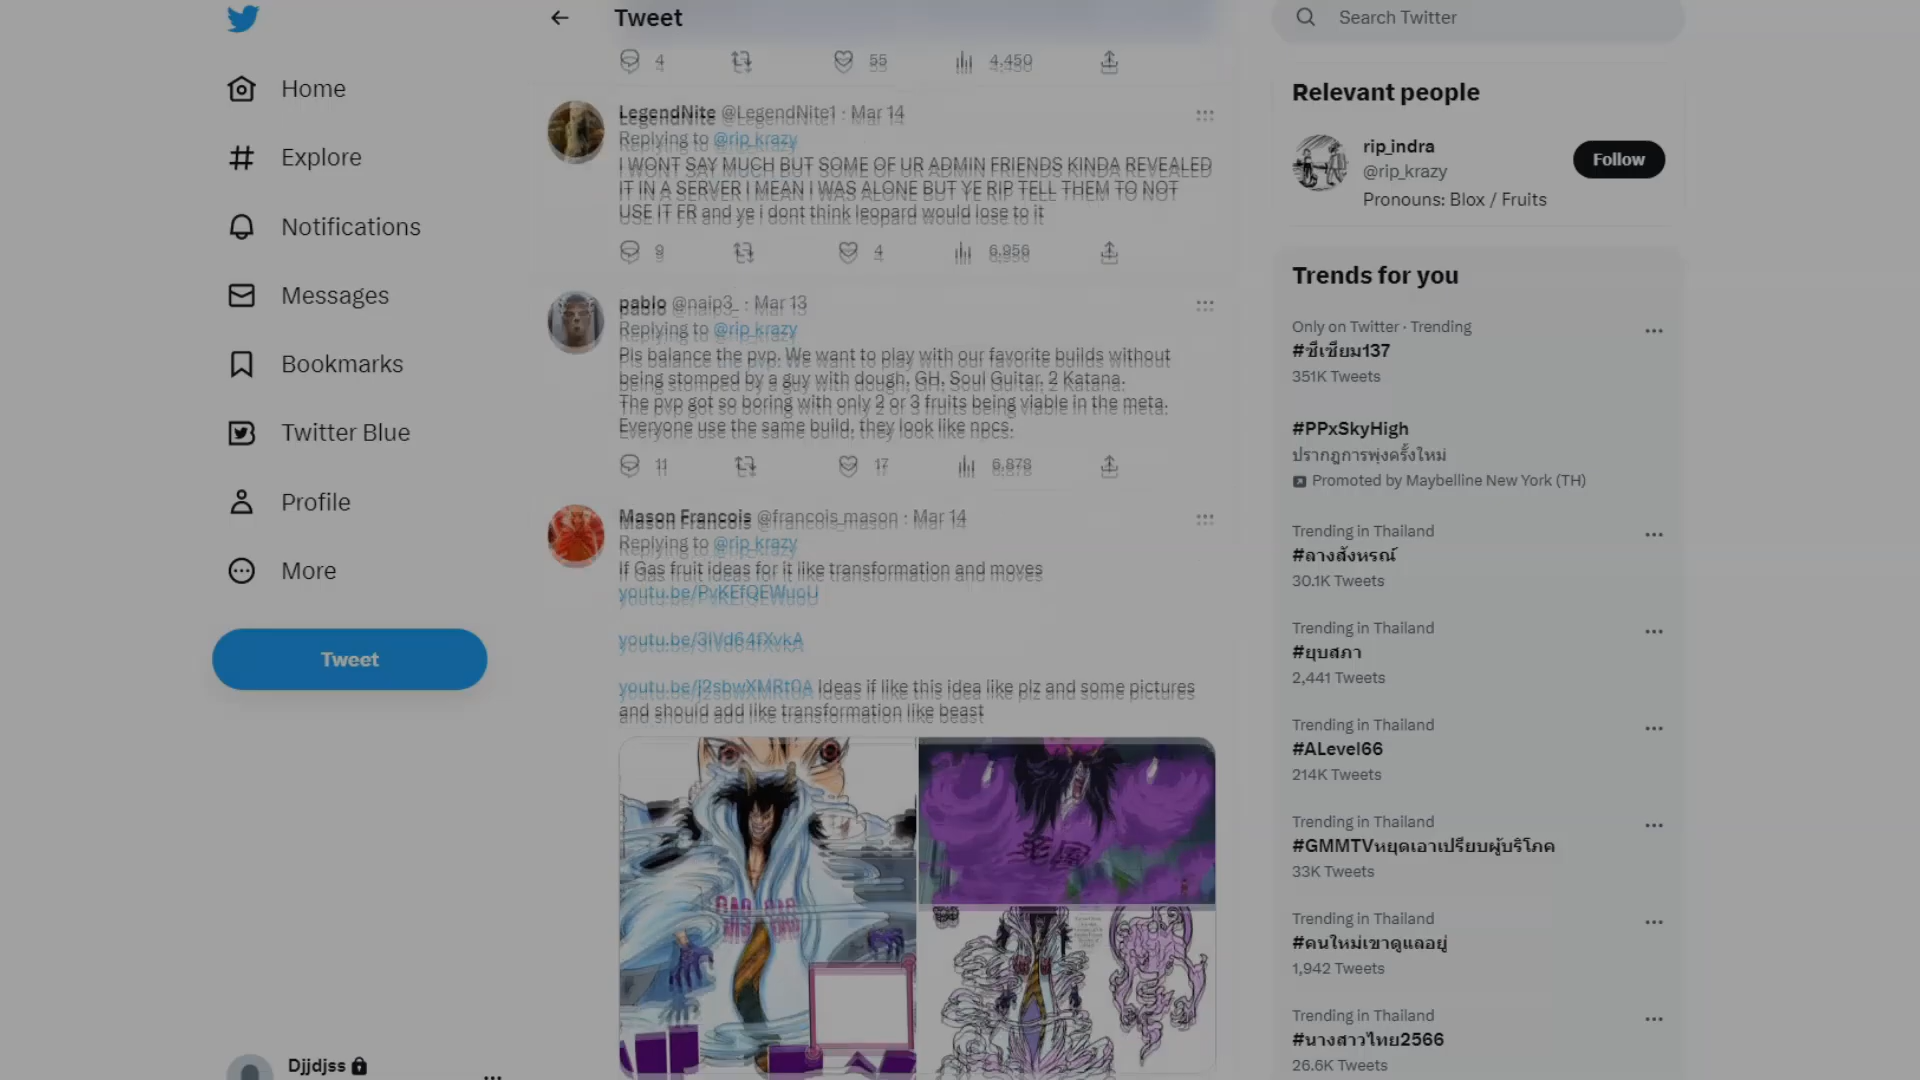 Home
Explore
Notifications
Messages
Bookmarks
Twitter Blue
Profile
More
Tweet
Djjdjss
Tweet
4 55 4,450
LegendNite @LegendNite1 · Mar 14
Replying to @rip_krazy
I WONT SAY MUCH BUT SOME OF UR ADMIN FRIENDS KINDA REVEALED
IT IN A SERVER I MEAN I WAS ALONE BUT YE RIP TELL THEM TO NOT
USE IT FR and ye i dont think leopard would lose to it
9 4 6,956
pablo @naip3_ · Mar 13
Replying to @rip_krazy
Pls balance the pvp. We want to play with our favorite builds without
being stomped by a guy with dough, GH, Soul Guitar, 2 Katana.
The pvp got so boring with only 2 or 3 fruits being viable in the meta.
Everyone use the same build, they look like npcs.
11 17 6,878
Mason Francois @francois_mason · Mar 14
Replying to @rip_krazy
If Gas fruit ideas for it like transformation and moves
youtu.be/PvKEfQEWuoU
youtu.be/3lVd64fXvkA
youtu.be/j2sbwXMRt0A Ideas if like this idea like plz and some pictures
and should add like transformation like beast
Search Twitter
Relevant people
rip_indra
@rip_krazy
Follow
Pronouns: Blox / Fruits
Trends for you
Only on Twitter · Trending
#ซีเซียม137
351K Tweets
#PPxSkyHigh
ปรากฏการพุ่งครั้งใหม่
Promoted by Maybelline New York (TH)
Trending in Thailand
#ลางสังหรณ์
30.1K Tweets
Trending in Thailand
#ยุบสภา
2,441 Tweets
Trending in Thailand
#ALevel66
214K Tweets
Trending in Thailand
#GMMTVหยุดเอาเปรียบผู้บริโภค
33K Tweets
Trending in Thailand
#คนใหม่เขาดูแลอยู่
1,942 Tweets
Trending in Thailand
#นางสาวไทย2566
26.6K Tweets